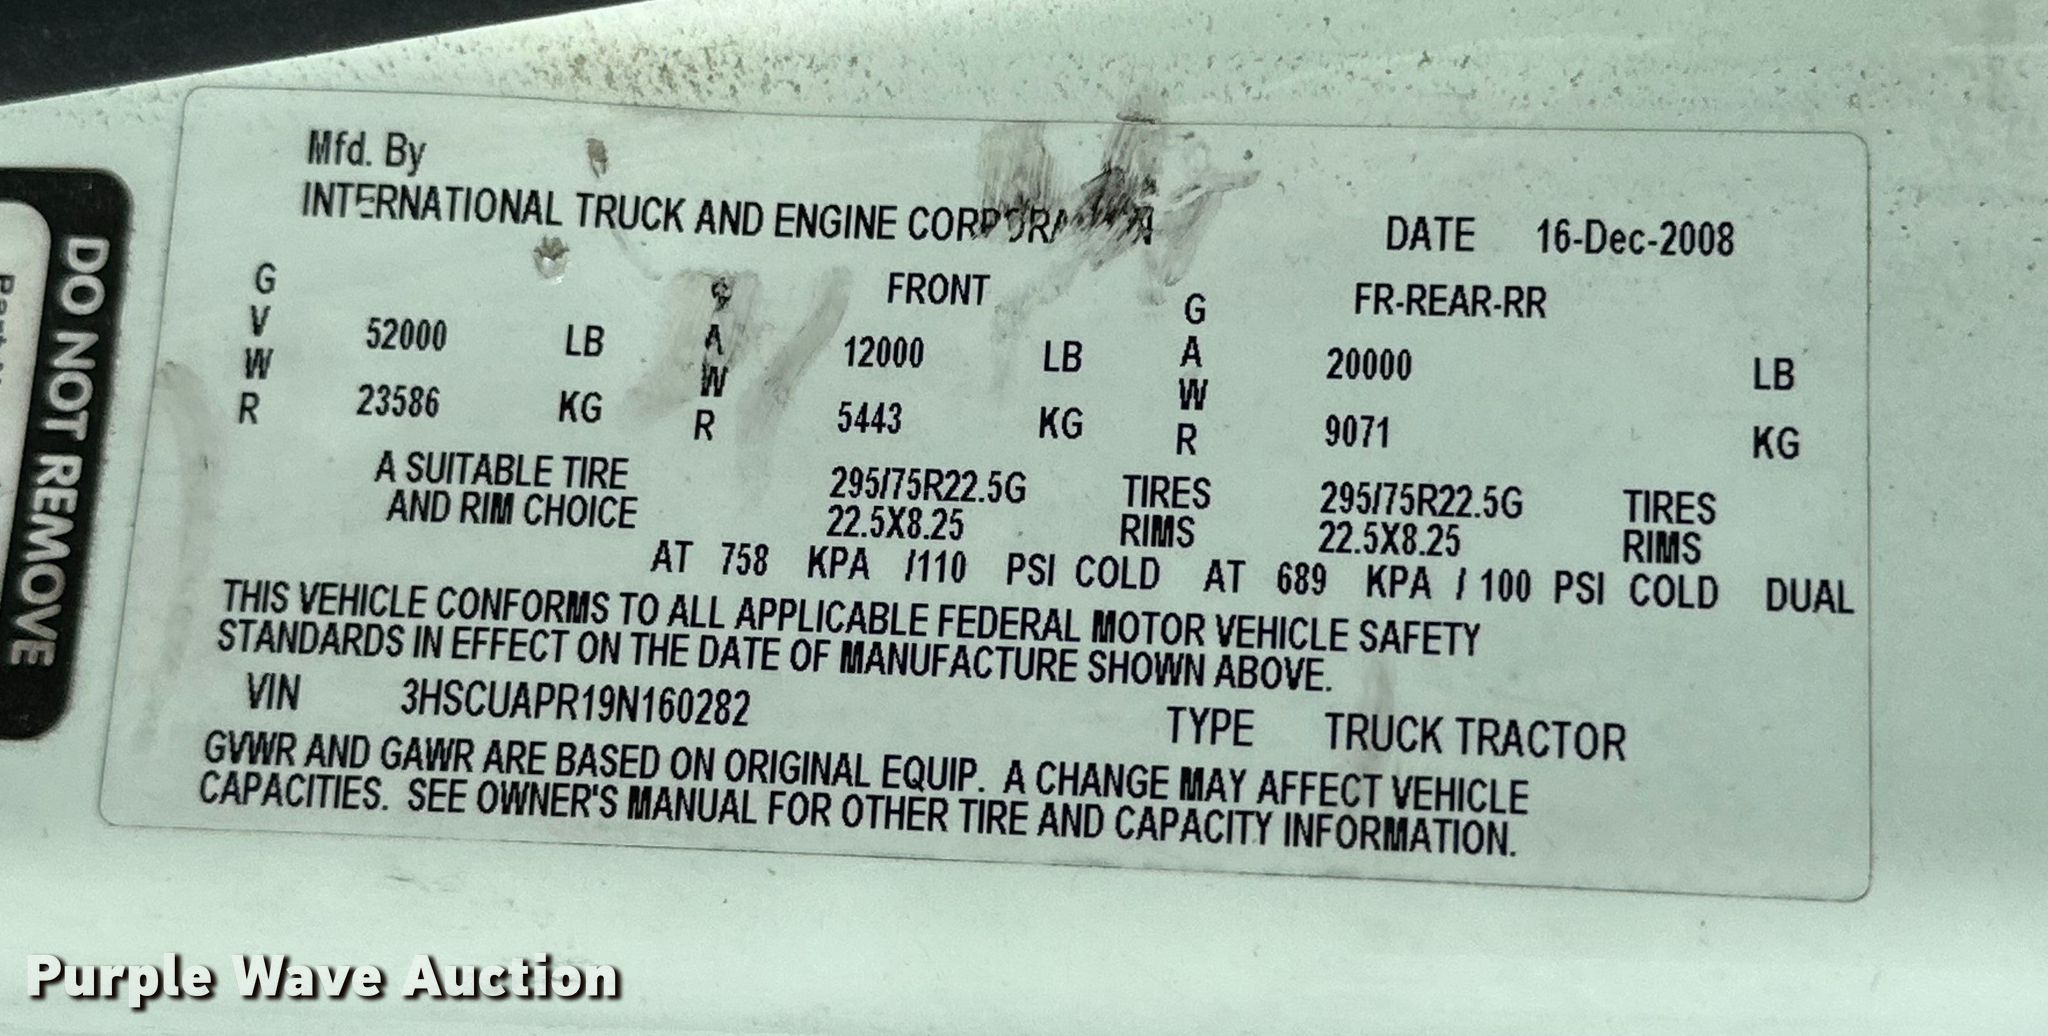 Mfd. By
INTERNATIONAL TRUCK AND ENGINE CORPORATION
DATE 16-Dec-2008
FRONT FR-REAR-RR
GVWR 52000 LB GAWR 12000 LB GAWR 20000 LB
23586 KG 5443 KG 9071 KG
A SUITABLE TIRE 295/75R22.5G TIRES 295/75R22.5G TIRES
AND RIM CHOICE 22.5X8.25 RIMS 22.5X8.25 RIMS
AT 758 KPA /110 PSI COLD AT 689 KPA / 100 PSI COLD DUAL
THIS VEHICLE CONFORMS TO ALL APPLICABLE FEDERAL MOTOR VEHICLE SAFETY
STANDARDS IN EFFECT ON THE DATE OF MANUFACTURE SHOWN ABOVE.
VIN 3HSCUAPR19N160282 TYPE TRUCK TRACTOR
GVWR AND GAWR ARE BASED ON ORIGINAL EQUIP. A CHANGE MAY AFFECT VEHICLE
CAPACITIES. SEE OWNER'S MANUAL FOR OTHER TIRE AND CAPACITY INFORMATION.
DO NOT REMOVE
Purple Wave Auction